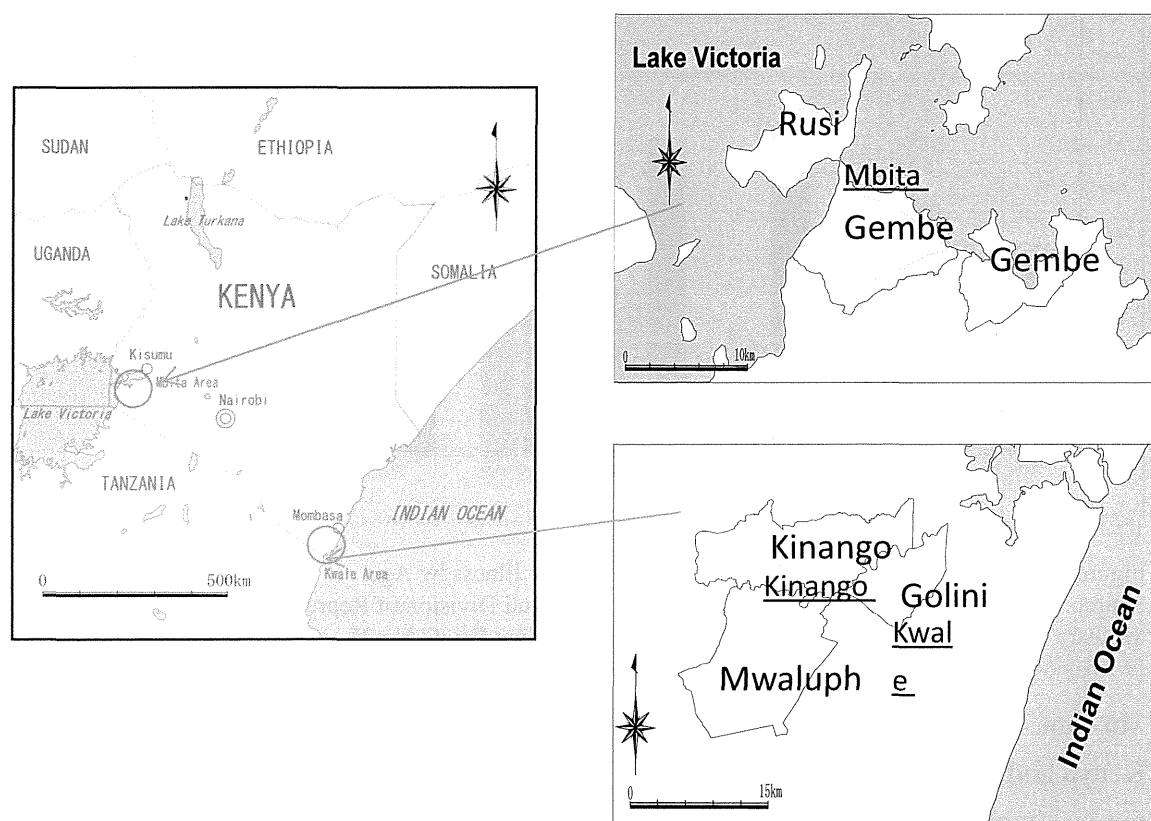 SUDAN
ETHIOPIA
Lake Turkana
UGANDA
KENYA
SOMALIA
Kisumu
Mbita Area
Nairobi
Lake Victoria
TANZANIA
Mombasa
INDIAN OCEAN
Kwale Area
0 500km
Lake Victoria
Rusi
Mbita
Gembe
Gembe
0 10km
Kinango
Kinango
Golini
Kwal
Mwaluph e
Indian Ocean
0 15km